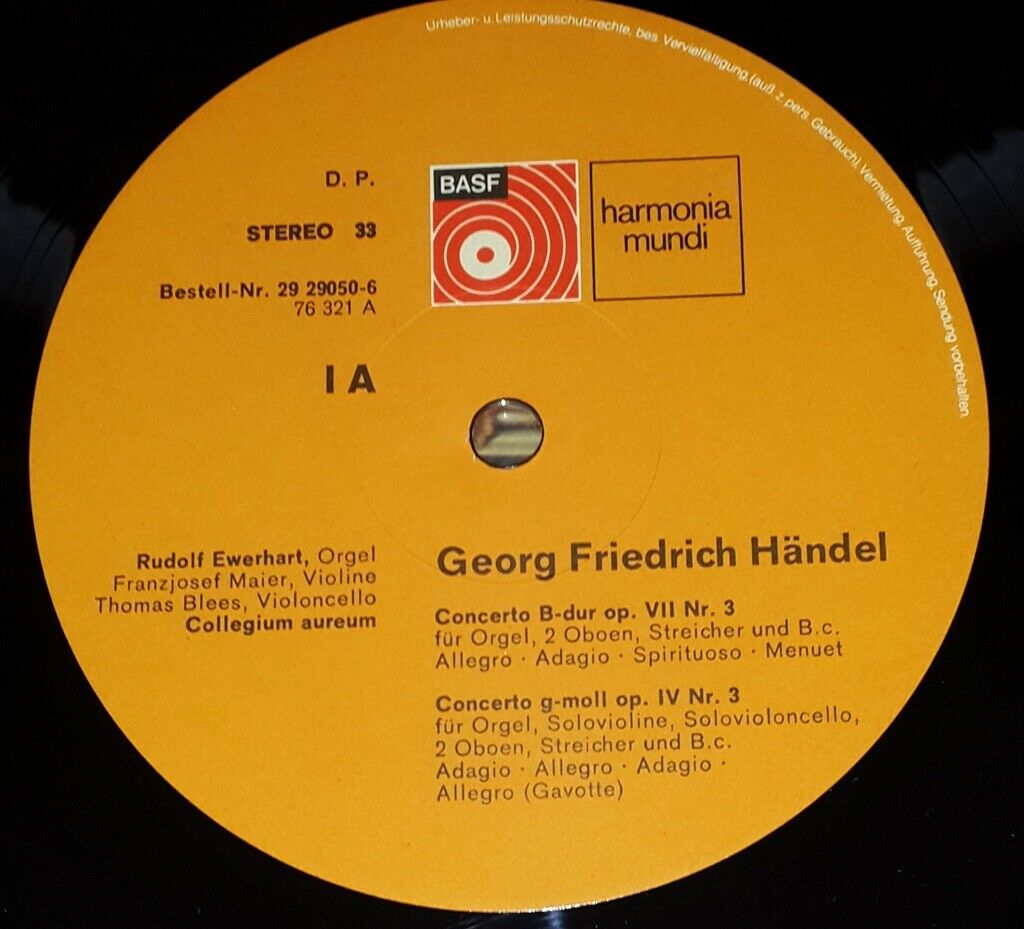 Urheber- u. Leistungsschutzrechte, bes. Vervielfältigung, (auß. z. pers. Gebrauch), Vermietung, Aufführung, Sendung vorbehalten.
D. P.
STEREO 33
Bestell-Nr. 29 29050-6
76 321 A
I A
BASF
harmonia
mundi
Rudolf Ewerhart, Orgel
Franzjosef Maier, Violine
Thomas Blees, Violoncello
Collegium aureum
Georg Friedrich Händel
Concerto B-dur op. VII Nr. 3
für Orgel, 2 Oboen, Streicher und B.c.
Allegro · Adagio · Spirituoso · Menuet
Concerto g-moll op. IV Nr. 3
für Orgel, Solovioline, Solovioloncello,
2 Oboen, Streicher und B.c.
Adagio · Allegro · Adagio ·
Allegro (Gavotte)